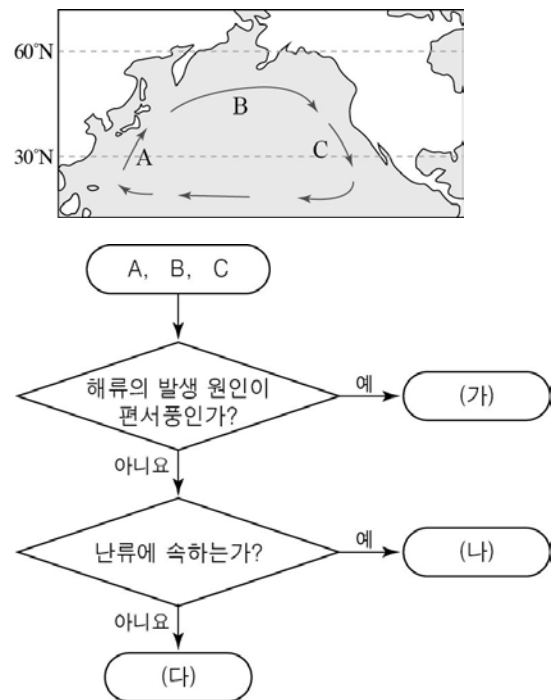 60°N
B
C
30°N
A
A, B, C
해류의 발생 원인이
편서풍인가?
예
(가)
아니요
난류에 속하는가?
예
(나)
아니요
(다)